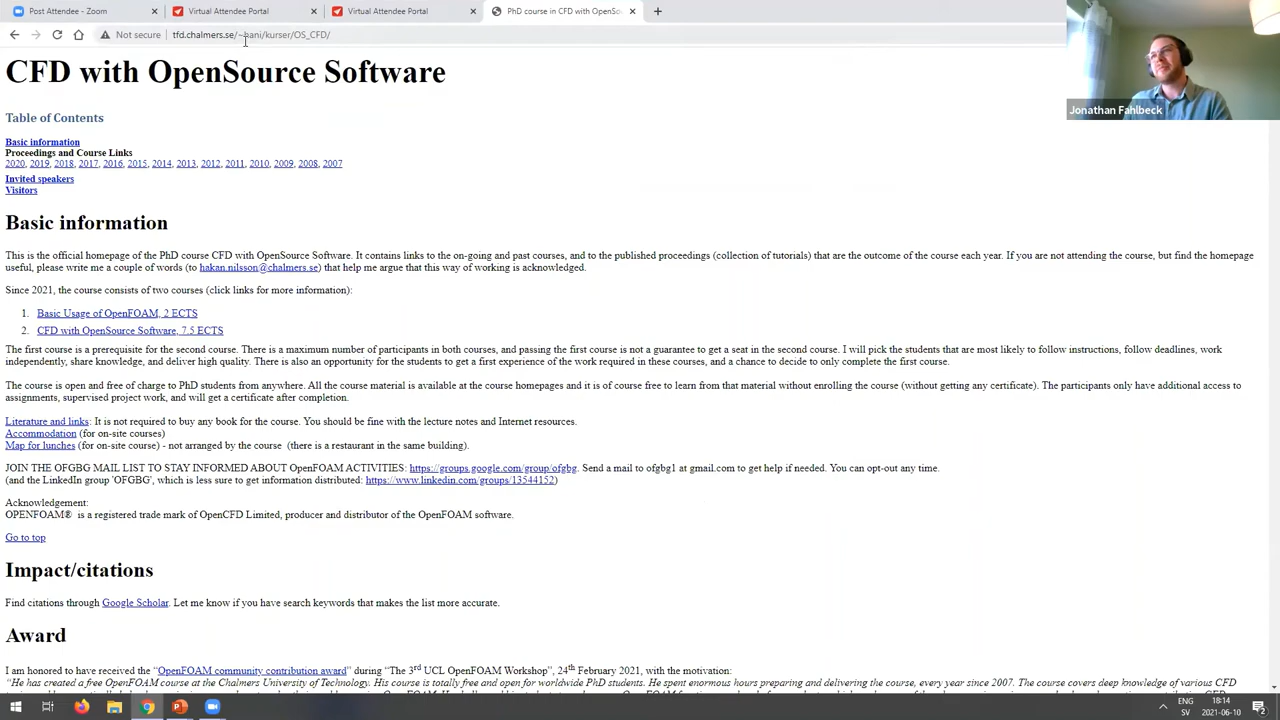 Post Attendee - Zoom
Virtual Attendee Portal
Virtual Attendee Portal
PhD course in CFD with OpenSo
Not secure
tfd.chalmers.se/~hani/kurser/OS_CFD/
Jonathan Fahlbeck
CFD with OpenSource Software
Table of Contents
Basic information
Proceedings and Course Links
2020, 2019, 2018, 2017, 2016, 2015, 2014, 2013, 2012, 2011, 2010, 2009, 2008, 2007
Invited speakers
Visitors
Basic information
This is the official homepage of the PhD course CFD with OpenSource Software. It contains links to the on-going and past courses, and to the published proceedings (collection of tutorials) that are the outcome of the course each year. If you are not attending the course, but find the homepage
useful, please write me a couple of words (to hakan.nilsson@chalmers.se) that help me argue that this way of working is acknowledged.
Since 2021, the course consists of two courses (click links for more information):
1. Basic Usage of OpenFOAM, 2 ECTS
2. CFD with OpenSource Software, 7.5 ECTS
The first course is a prerequisite for the second course. There is a maximum number of participants in both courses, and passing the first course is not a guarantee to get a seat in the second course. I will pick the students that are most likely to follow instructions, follow deadlines, work
independently, share knowledge, and deliver high quality. There is also an opportunity for the students to get a first experience of the work required in these courses, and a chance to decide to only complete the first course.
The course is open and free of charge to PhD students from anywhere. All the course material is available at the course homepages and it is of course free to learn from that material without enrolling the course (without getting any certificate). The participants only have additional access to
assignments, supervised project work, and will get a certificate after completion.
Literature and links: It is not required to buy any book for the course. You should be fine with the lecture notes and Internet resources.
Accommodation (for on-site courses)
Map for lunches (for on-site course) - not arranged by the course (there is a restaurant in the same building).
JOIN THE OFGBG MAIL LIST TO STAY INFORMED ABOUT OpenFOAM ACTIVITIES: https://groups.google.com/group/ofgbg. Send a mail to ofgbg1 at gmail.com to get help if needed. You can opt-out any time.
(and the LinkedIn group 'OFGBG', which is less sure to get information distributed: https://www.linkedin.com/groups/13544152)
Acknowledgement:
OPENFOAM® is a registered trade mark of OpenCFD Limited, producer and distributor of the OpenFOAM software.
Go to top
Impact/citations
Find citations through Google Scholar. Let me know if you have search keywords that makes the list more accurate.
Award
I am honored to have received the "OpenFOAM community contribution award" during "The 3rd UCL OpenFOAM Workshop", 24th February 2021, with the motivation:
"He has created a free OpenFOAM course at the Chalmers University of Technology. His course is totally free and open for worldwide PhD students. He spent enormous hours preparing and delivering the course, every year since 2007. The course covers deep knowledge of various CFD
18:14
SV
2021-06-10
2